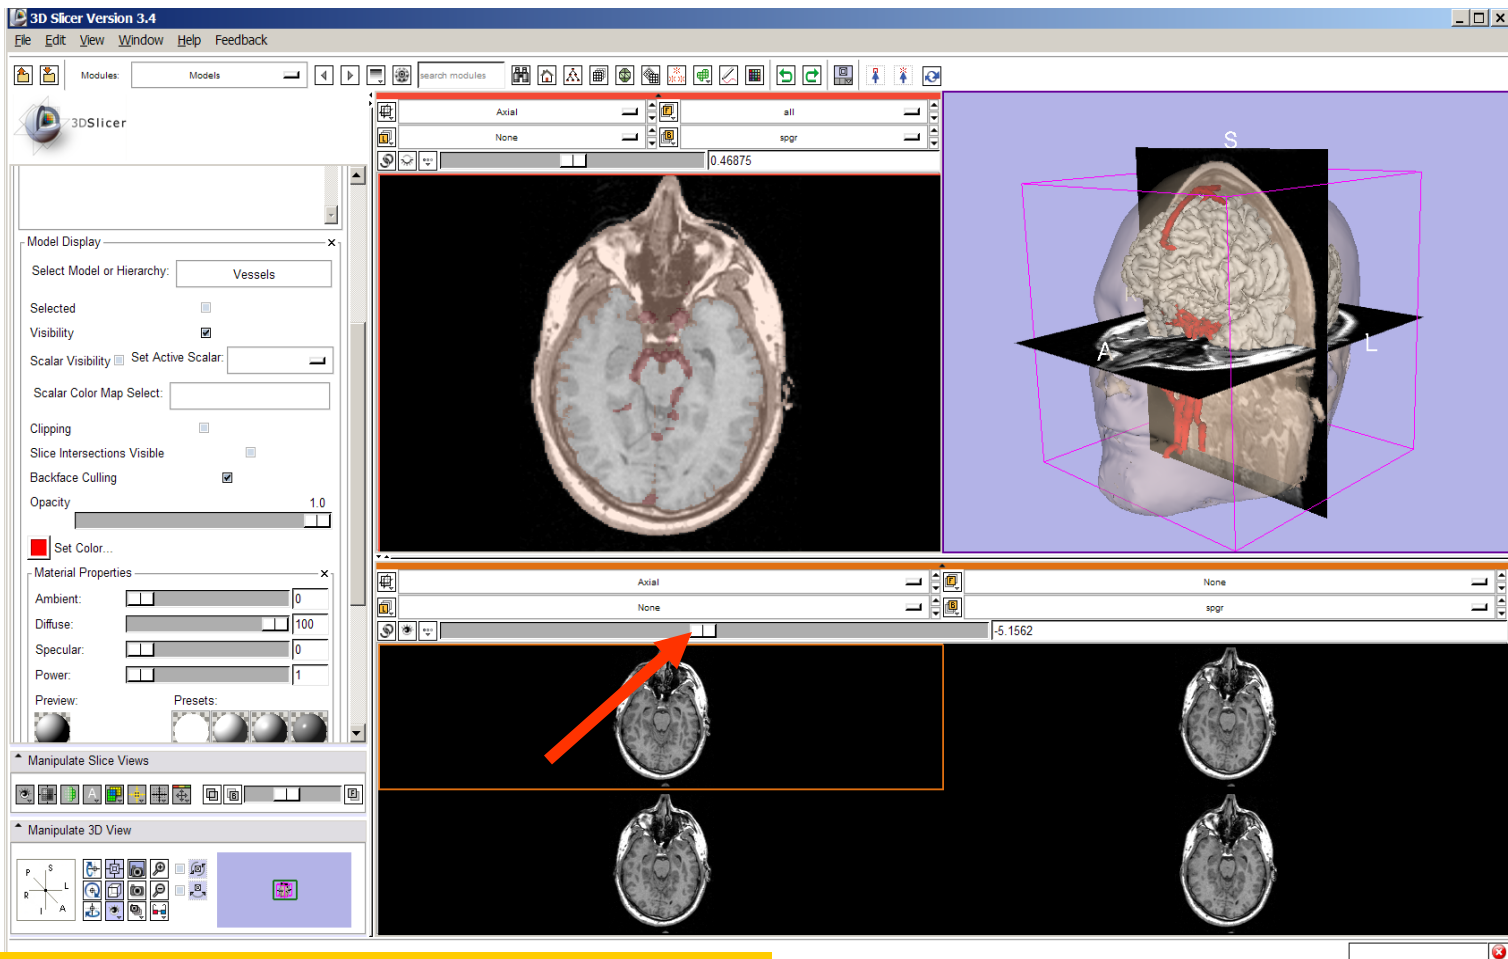 3D Slicer Version 3.4
File Edit View Window Help Feedback
Modules: Models search modules
3DSlicer
Model Display
Select Model or Hierarchy: Vessels
Selected
Visibility
Scalar Visibility Set Active Scalar:
Scalar Color Map Select:
Clipping
Slice Intersections Visible
Backface Culling
Opacity 1.0
Set Color...
Material Properties
Ambient: 0
Diffuse: 100
Specular: 0
Power: 1
Preview: Presets:
Manipulate Slice Views
Manipulate 3D View
P S
R L
I A
Axial all
None spgr
0.46875
S
A
L
Axial None
None spgr
-5.1562